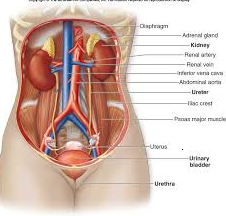 Diaphragm
Adrenal gland
Kidney
Renal artery
Renal vein
Inferior vena cava
Abdominal aorta
Ureter
Iliac crest
Psoas major muscle
Uterus
Urinary
bladder
Urethra